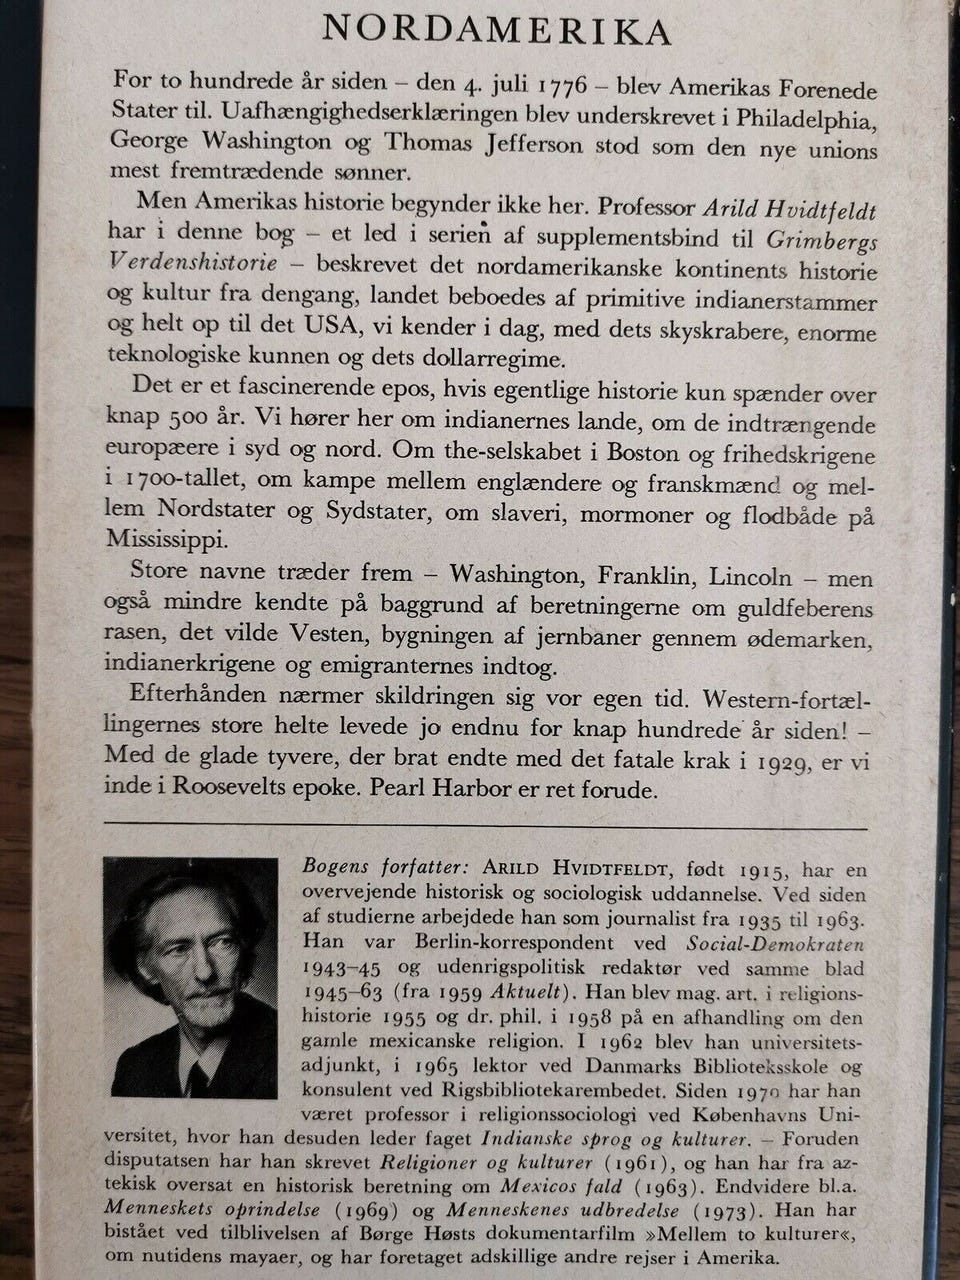 NORDAMERIKA
For to hundrede år siden – den 4. juli 1776 – blev Amerikas Forenede
Stater til. Uafhængighedserklæringen blev underskrevet i Philadelphia,
George Washington og Thomas Jefferson stod som den nye unions
mest fremtrædende sønner.
Men Amerikas historie begynder ikke her. Professor Arild Hvidtfeldt
har i denne bog – et led i serien af supplementsbind til Grimbergs
Verdenshistorie – beskrevet det nordamerikanske kontinents historie
og kultur fra dengang, landet beboedes af primitive indianerstammer
og helt op til det USA, vi kender i dag, med dets skyskrabere, enorme
teknologiske kunnen og dets dollarregime.
Det er et fascinerende epos, hvis egentlige historie kun spænder over
knap 500 år. Vi hører her om indianernes lande, om de indtrængende
europæere i syd og nord. Om the-selskabet i Boston og frihedskrigene
i 1700-tallet, om kampe mellem englændere og franskmænd og mel-
lem Nordstater og Sydstater, om slaveri, mormoner og flodbåde på
Mississippi.
Store navne træder frem – Washington, Franklin, Lincoln – men
også mindre kendte på baggrund af beretningerne om guldfeberens
rasen, det vilde Vesten, bygningen af jernbaner gennem ødemarken,
indianerkrigene og emigranternes indtog.
Efterhånden nærmer skildringen sig vor egen tid. Western-fortæl-
lingernes store helte levede jo endnu for knap hundrede år siden! –
Med de glade tyvere, der brat endte med det fatale krak i 1929, er vi
inde i Roosevelts epoke. Pearl Harbor er ret forude.
Bogens forfatter: ARILD HVIDTFELDT, født 1915, har en
overvejende historisk og sociologisk uddannelse. Ved siden
af studierne arbejdede han som journalist fra 1935 til 1963.
Han var Berlin-korrespondent ved Social-Demokraten
1943–45 og udenrigspolitisk redaktør ved samme blad
1945–63 (fra 1959 Aktuelt). Han blev mag. art. i religions-
historie 1955 og dr. phil. i 1958 på en afhandling om den
gamle mexicanske religion. I 1962 blev han universitets-
adjunkt, i 1965 lektor ved Danmarks Biblioteksskole og
konsulent ved Rigsbibliotekarembedet. Siden 1970 har han
været professor i religionssociologi ved Københavns Uni-
versitet, hvor han desuden leder faget Indianske sprog og kulturer. – Foruden
disputatsen har han skrevet Religioner og kulturer (1961), og han har fra az-
tekisk oversat en historisk beretning om Mexicos fald (1963). Endvidere bl.a.
Menneskets oprindelse (1969) og Menneskenes udbredelse (1973). Han har
bistået ved tilblivelsen af Børge Høsts dokumentarfilm »Mellem to kulturer«,
om nutidens mayaer, og har foretaget adskillige andre rejser i Amerika.